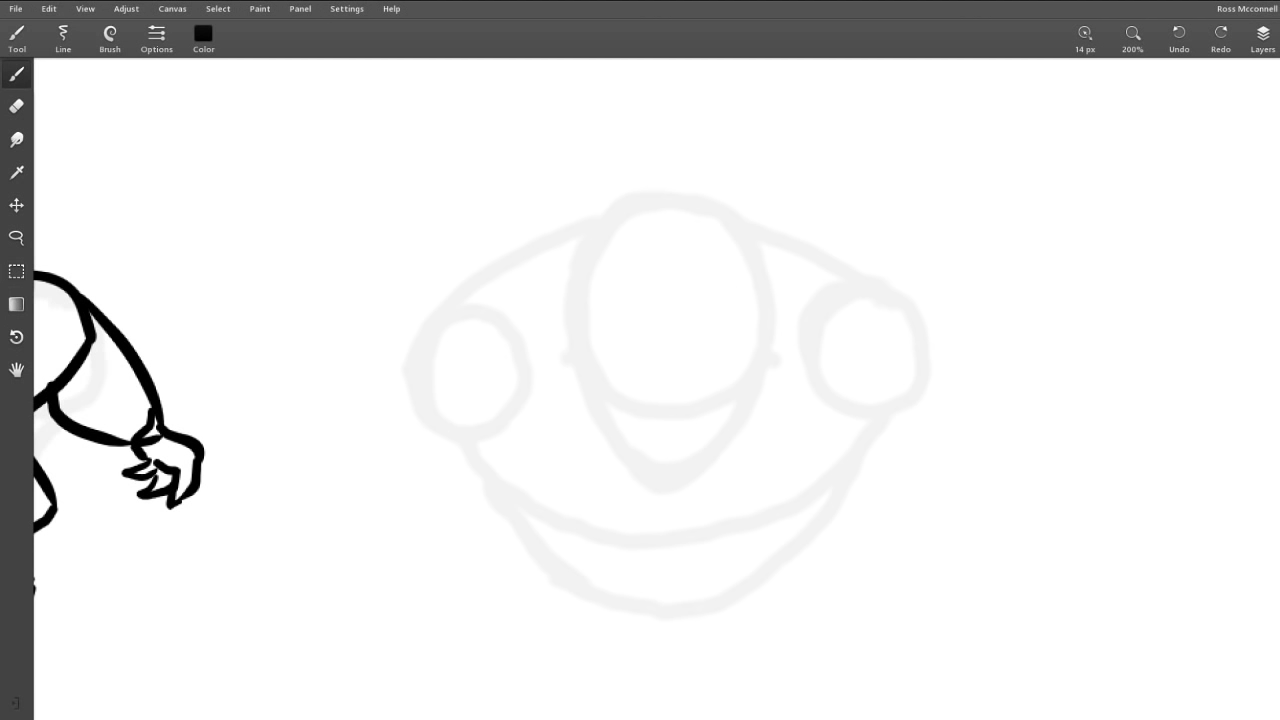 File Edit View Adjust Canvas Select Paint Panel Settings Help Ross Mcconnell
Tool Line Brush Options Color 14 px 200% Undo Redo Layers